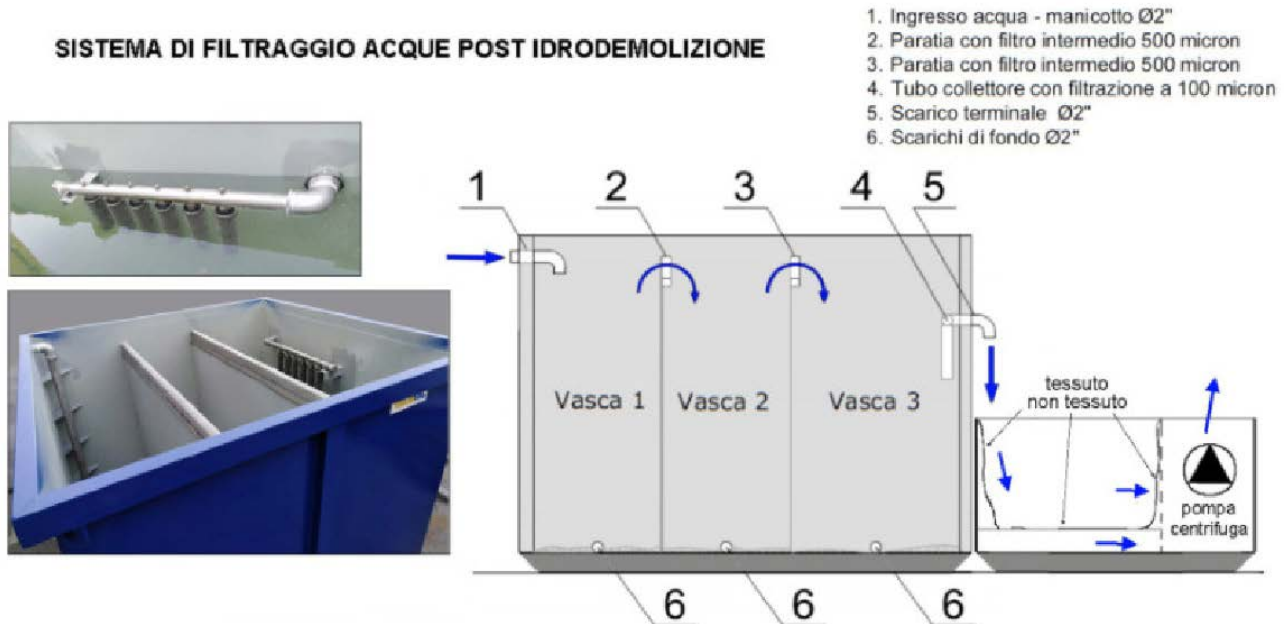 SISTEMA DI FILTRAGGIO ACQUE POST IDRODEMOLIZIONE
1. Ingresso acqua - manicotto Ø2"
2. Paratia con filtro intermedio 500 micron
3. Paratia con filtro intermedio 500 micron
4. Tubo collettore con filtrazione a 100 micron
5. Scarico terminale Ø2"
6. Scarichi di fondo Ø2"
1 2 3 4 5
Vasca 1 Vasca 2 Vasca 3
tessuto
non tessuto
pompa
centrifuga
6 6 6